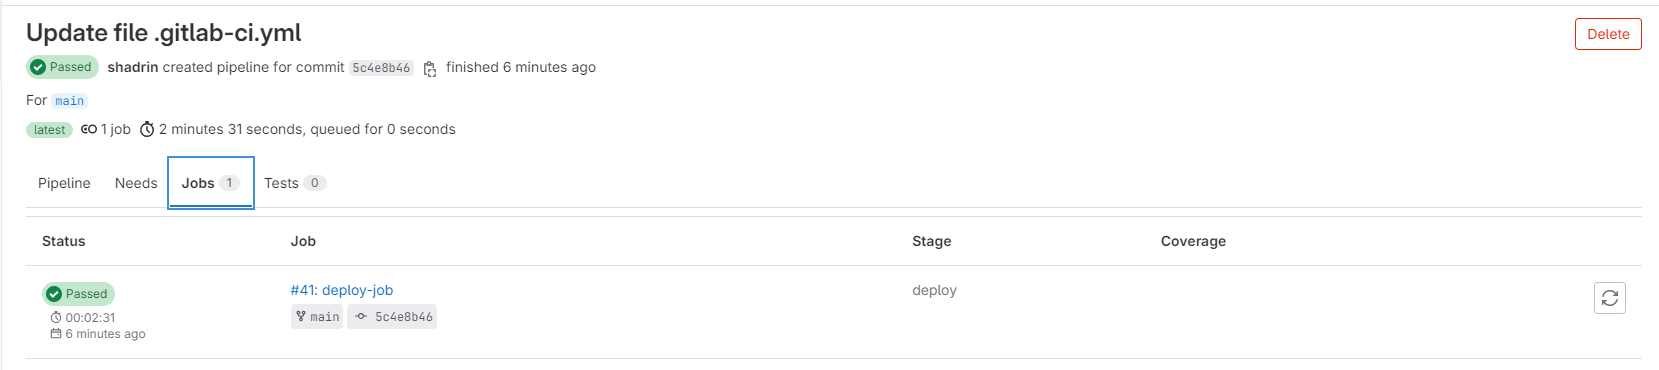 Update file .gitlab-ci.yml
Delete
Passed shadrin created pipeline for commit 5c4e8b46 finished 6 minutes ago
For main
latest 1 job 2 minutes 31 seconds, queued for 0 seconds
Pipeline Needs Jobs 1 Tests 0
Status Job Stage Coverage
Passed #41: deploy-job deploy
00:02:31 main 5c4e8b46
6 minutes ago